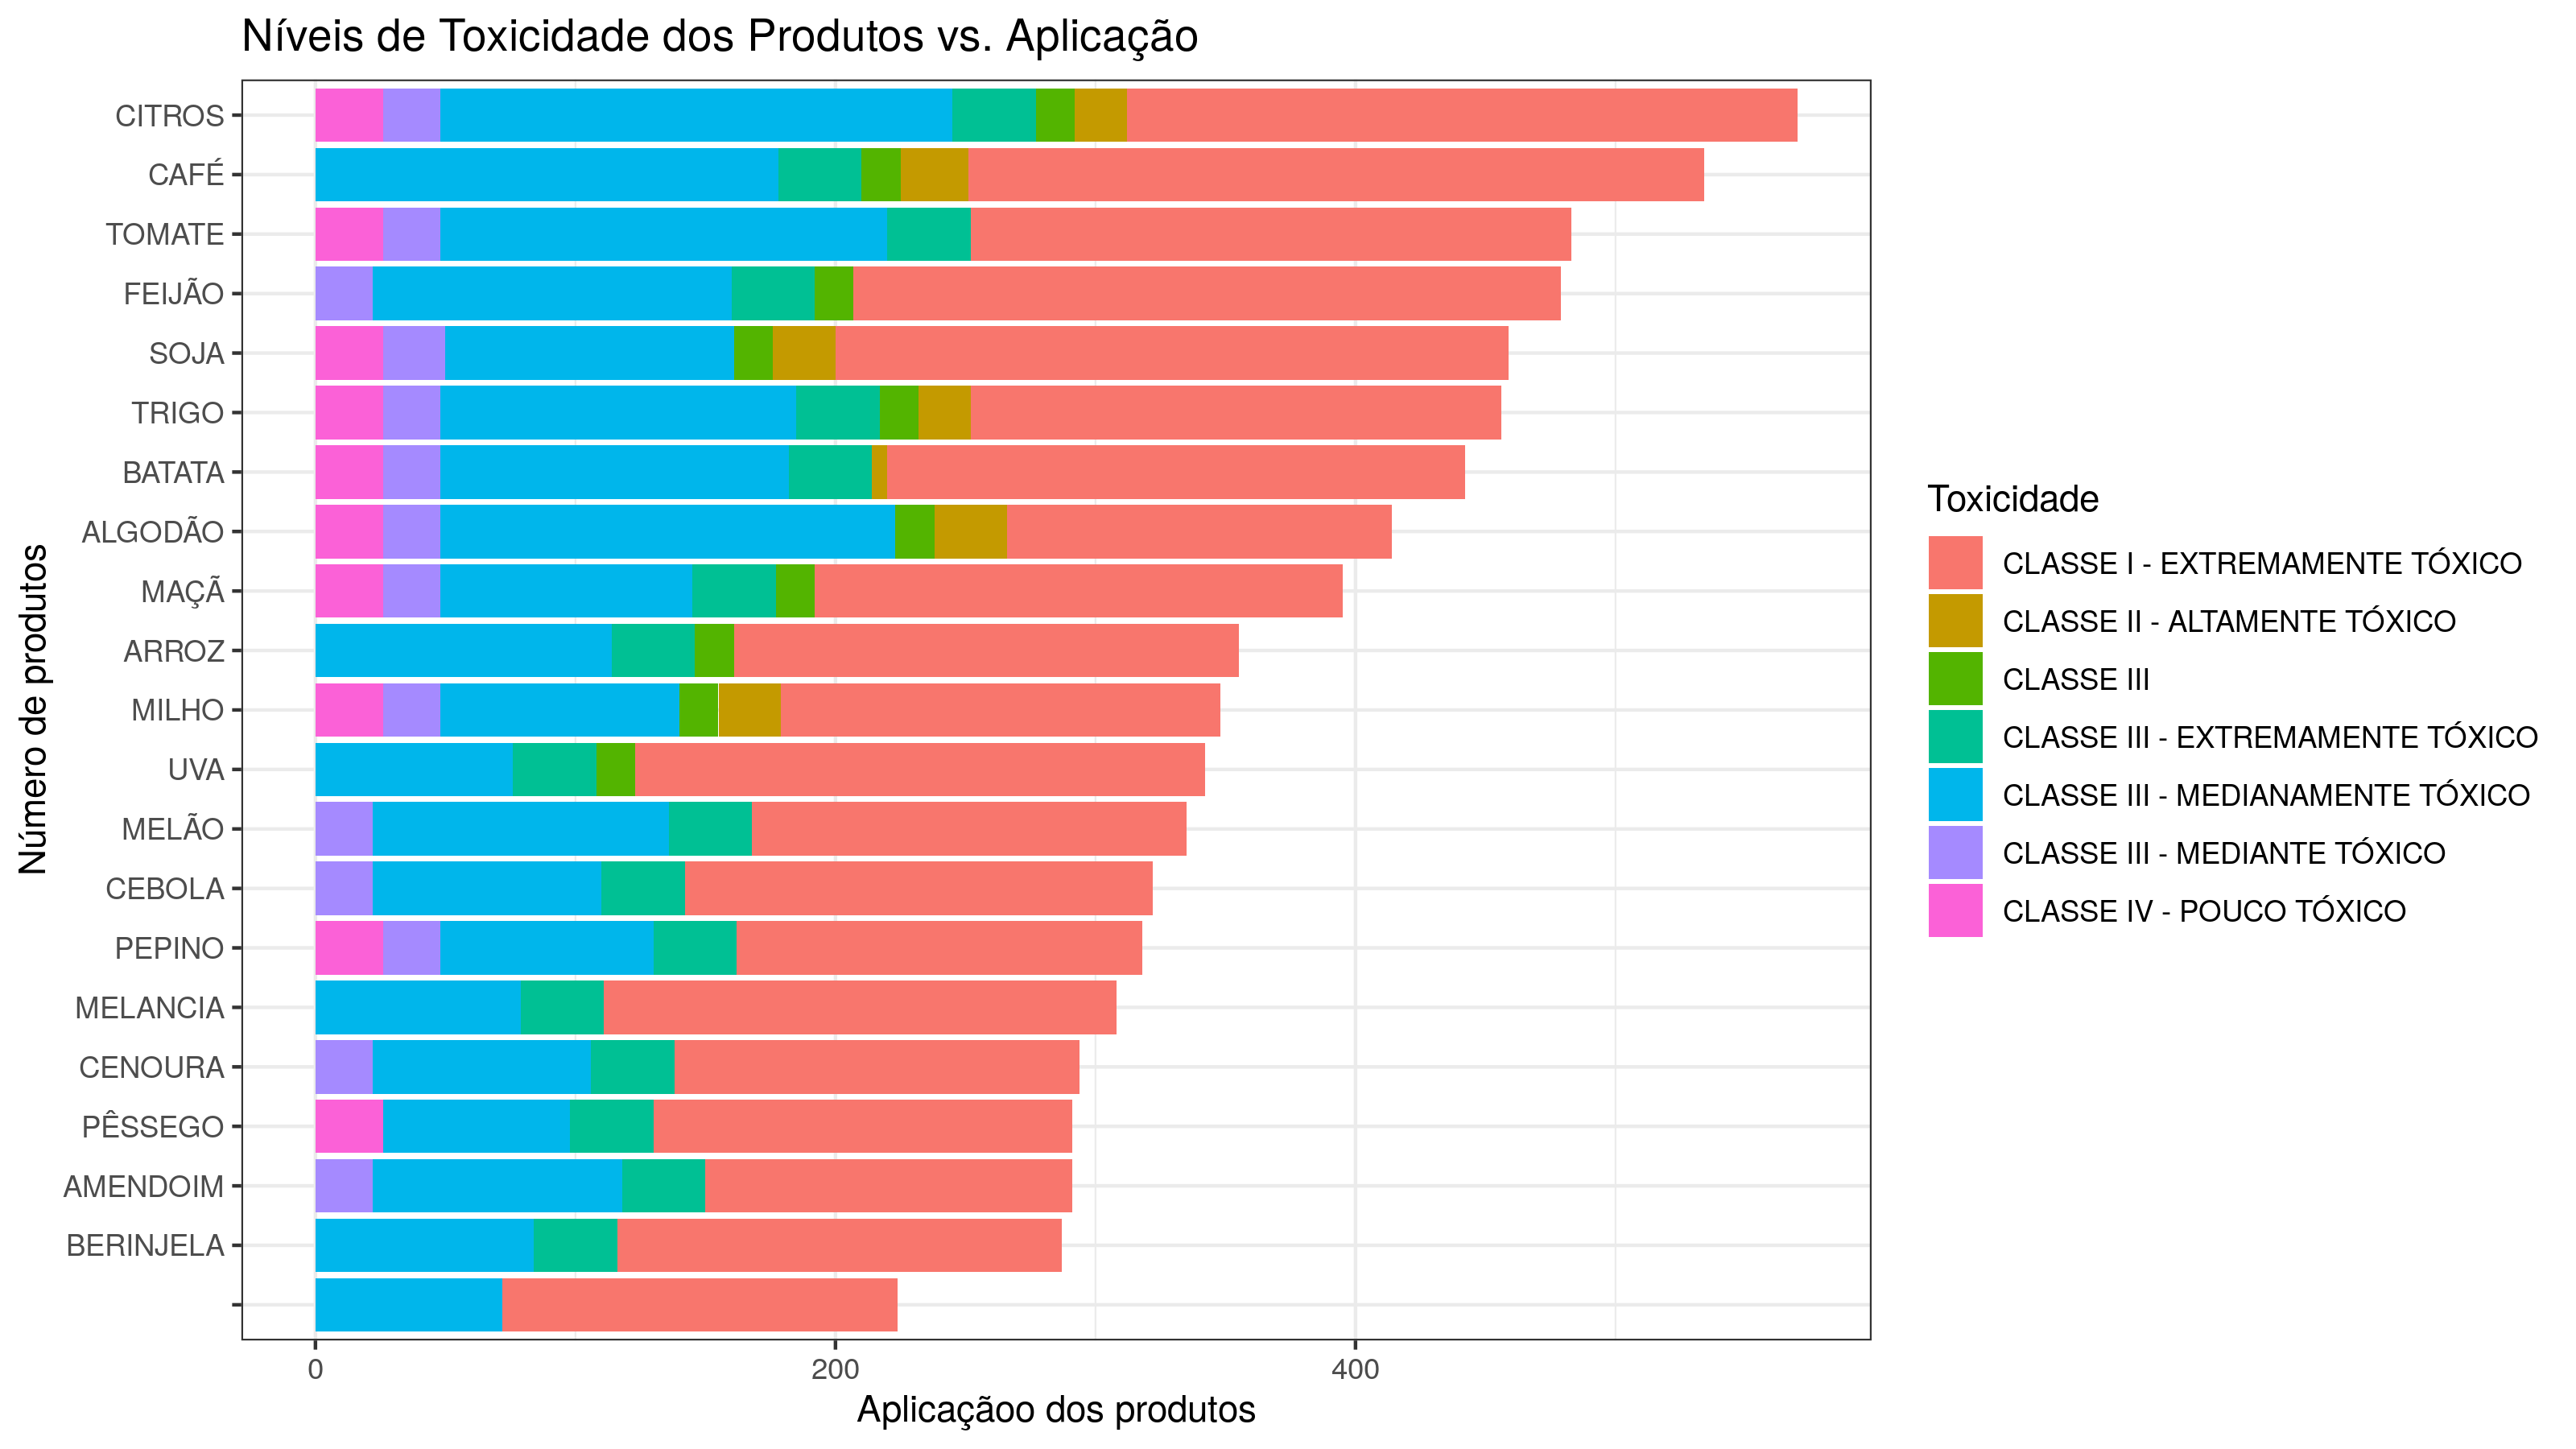 Níveis de Toxicidade dos Produtos vs. Aplicação
CITROS
CAFÉ
TOMATE
FEIJÃO
SOJA
TRIGO
BATATA
ALGODÃO
MAÇÃ
ARROZ
MILHO
UVA
MELÃO
CEBOLA
PEPINO
MELANCIA
CENOURA
PÊSSEGO
AMENDOIM
BERINJELA
Número de produtos
0 200 400
Aplicaçãoo dos produtos
Toxicidade
CLASSE I - EXTREMAMENTE TÓXICO
CLASSE II - ALTAMENTE TÓXICO
CLASSE III
CLASSE III - EXTREMAMENTE TÓXICO
CLASSE III - MEDIANAMENTE TÓXICO
CLASSE III - MEDIANTE TÓXICO
CLASSE IV - POUCO TÓXICO